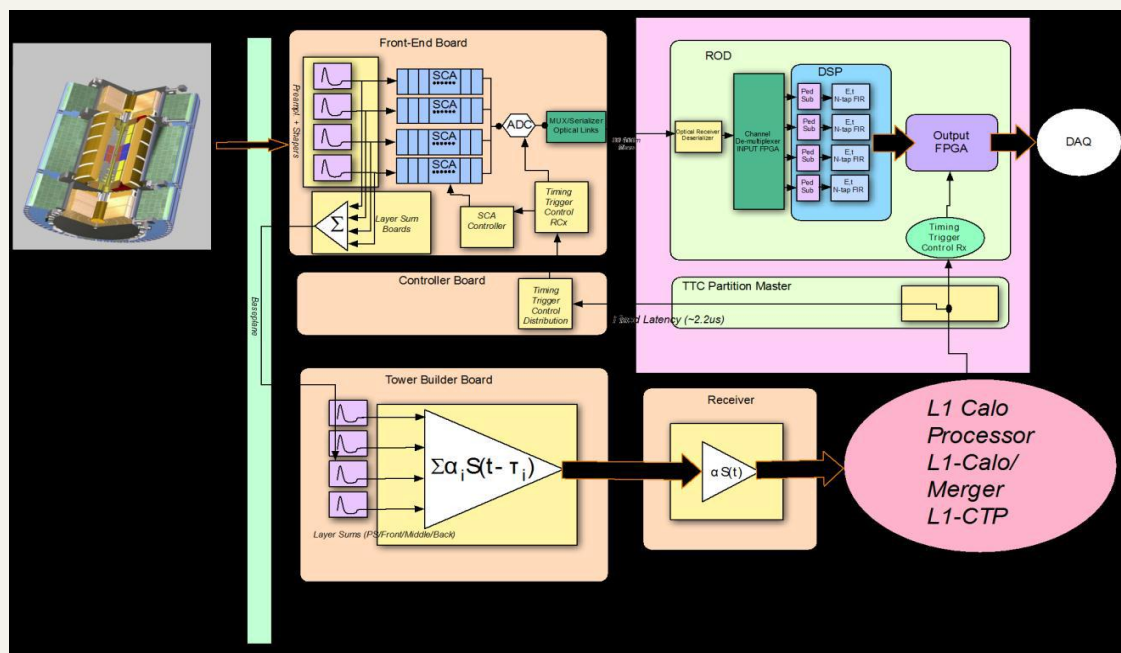 Front-End Board
Preampl + Shapers
SCA
SCA
SCA
SCA
ADC
MUX/Serializer
Optical Links
Σ
Layer Sum
Boards
SCA
Controller
Timing
Trigger
Control
RCx
Baseplane
Controller Board
Timing
Trigger
Control
Distribution
ROD
Optical Receiver
Deserializer
Channel
De-multiplexer
INPUT FPGA
DSP
Ped
Sub
E,t
N-tap FIR
Ped
Sub
E,t
N-tap FIR
Ped
Sub
E,t
N-tap FIR
Ped
Sub
E,t
N-tap FIR
Output
FPGA
DAQ
Timing
Trigger
Control Rx
TTC Partition Master
Latency (~2.2us)
Tower Builder Board
Σα_i S(t- τ_i)
Layer Sums (PS/Front/Middle/Back)
Receiver
α S(t)
L1 Calo
Processor
L1-Calo/
Merger
L1-CTP